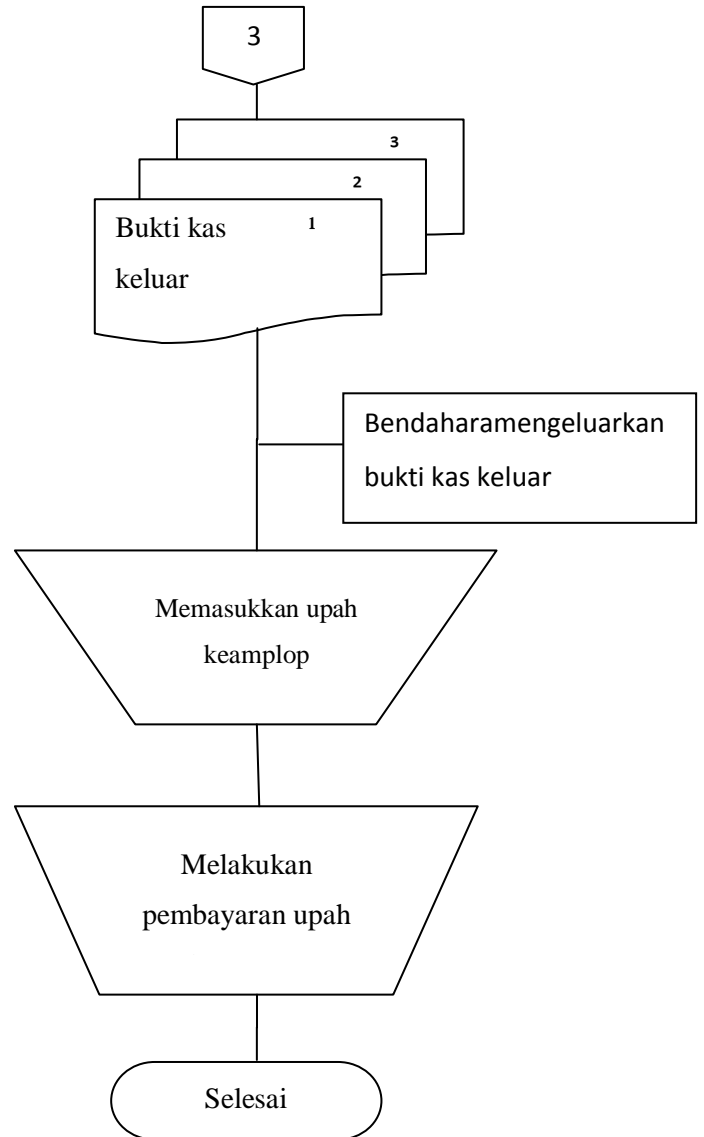 3
3
2
Bukti kas 1
keluar
Bendaharamengeluarkan
bukti kas keluar
Memasukkan upah
keamplop
Melakukan
pembayaran upah
Selesai